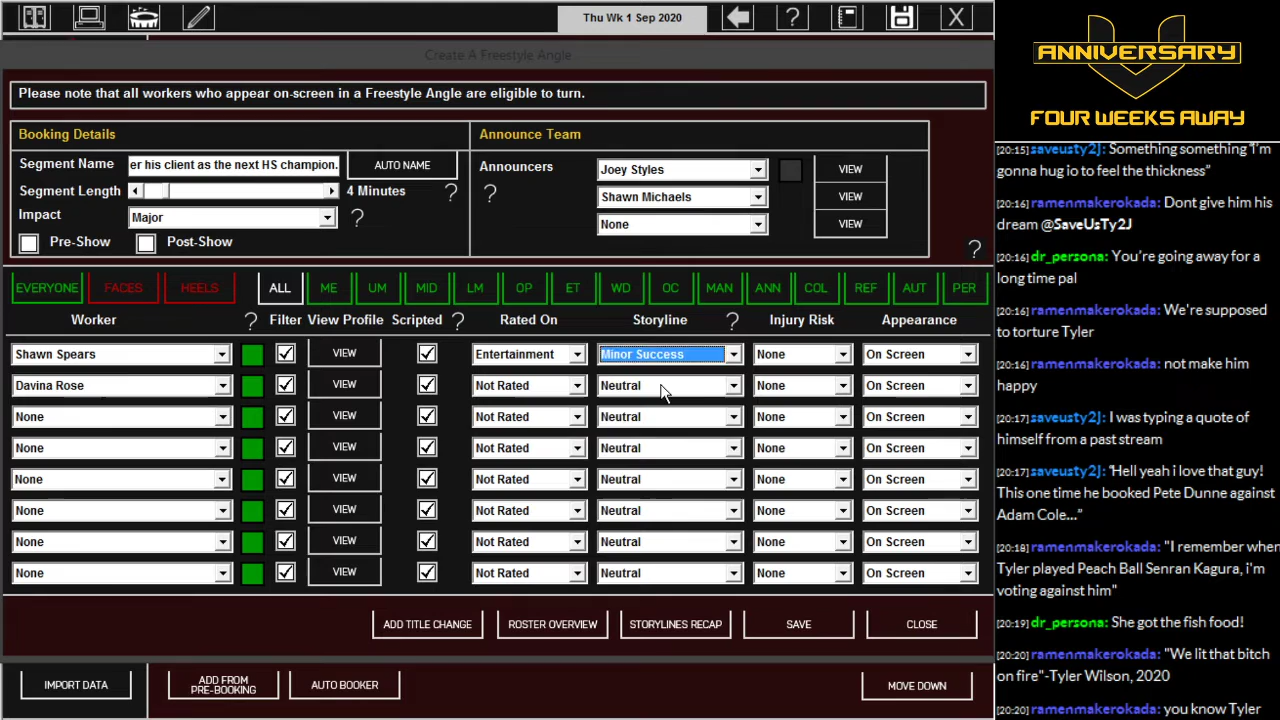 Thu Wk 1 Sep 2020
Create A Freestyle Angle
Please note that all workers who appear on-screen in a Freestyle Angle are eligible to turn.
Booking Details
Segment Name er his client as the next HS champion. AUTO NAME
Segment Length 4 Minutes ?
Impact Major ?
Pre-Show Post-Show
Announce Team
Announcers Joey Styles VIEW
? Shawn Michaels VIEW
None VIEW
?
EVERYONE FACES HEELS ALL ME UM MID LM OP ET WD OC MAN ANN COL REF AUT PER
Worker ? Filter View Profile Scripted ? Rated On Storyline ? Injury Risk Appearance
Shawn Spears VIEW Entertainment Minor Success None On Screen
Davina Rose VIEW Not Rated Neutral None On Screen
None VIEW Not Rated Neutral None On Screen
None VIEW Not Rated Neutral None On Screen
None VIEW Not Rated Neutral None On Screen
None VIEW Not Rated Neutral None On Screen
None VIEW Not Rated Neutral None On Screen
None VIEW Not Rated Neutral None On Screen
ADD TITLE CHANGE ROSTER OVERVIEW STORYLINES RECAP SAVE CLOSE
IMPORT DATA ADD FROM PRE-BOOKING AUTO BOOKER MOVE DOWN
ANNIVERSARY
FOUR WEEKS AWAY
[20:15] saveusty2J: Something something "I'm
gonna hug io to feel the thickness"
[20:16] ramenmakerokada: Dont give him his
dream @SaveUsTy2J
[20:16] dr_persona: You're going away for a
long time pal
[20:16] ramenmakerokada: We're supposed
to torture Tyler
[20:16] ramenmakerokada: not make him
happy
[20:17] saveusty2J: I was typing a quote of
himself from a past stream
[20:17] saveusty2J: "Hell yeah i love that guy!
This one time he booked Pete Dunne against
Adam Cole..."
[20:18] ramenmakerokada: "I remember when
Tyler played Peach Ball Senran Kagura, i'm
voting against him"
[20:19] dr_persona: She got the fish food!
[20:20] ramenmakerokada: "We lit that bitch
on fire"-Tyler Wilson, 2020
[20:20] ramenmakerokada: you know Tyler